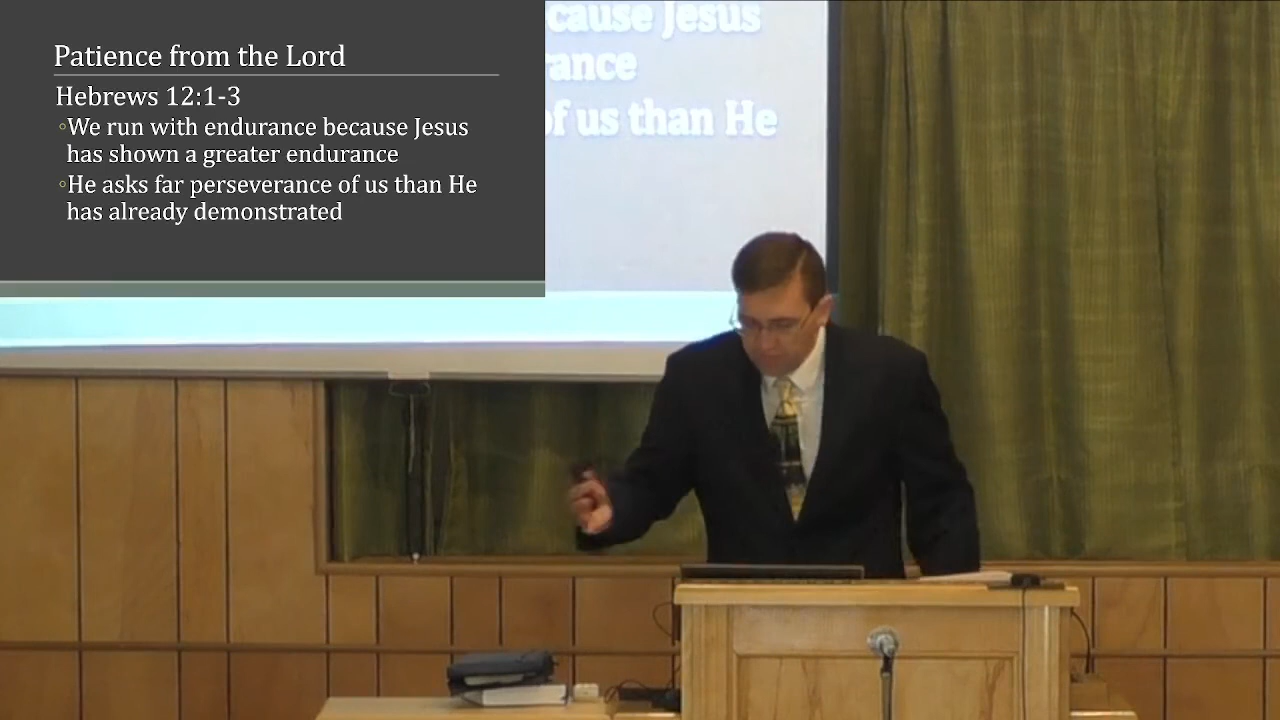 Patience from the Lord
Hebrews 12:1-3
We run with endurance because Jesus
has shown a greater endurance
He asks far perseverance of us than He
has already demonstrated
cause Jesus
rance
of us than He